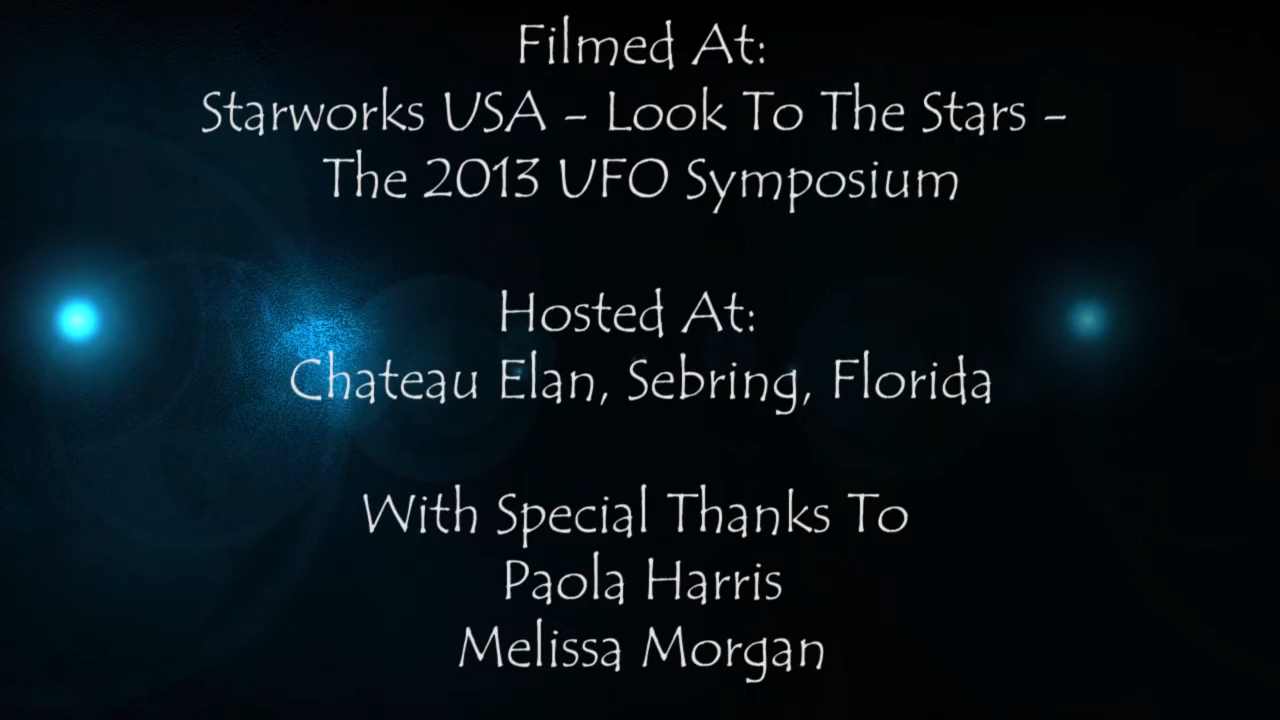 Filmed At:
Starworks USA - Look To The Stars -
The 2013 UFO Symposium
Hosted At:
Chateau Elan, Sebring, Florida
With Special Thanks To
Paola Harris
Melissa Morgan